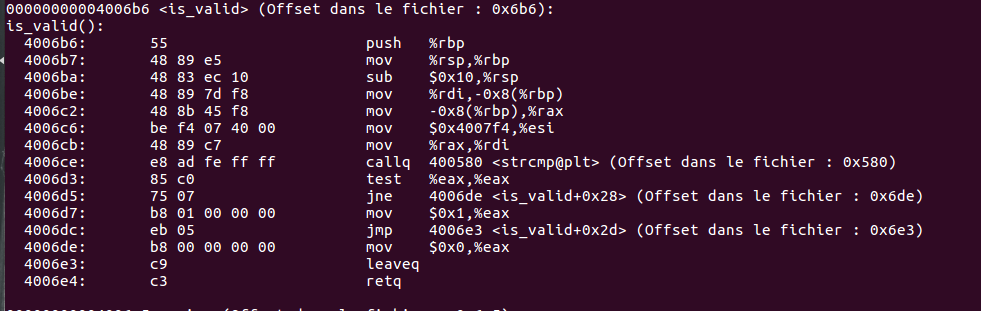 00000000004006b6 <is_valid> (Offset dans le fichier : 0x6b6):
is_valid():
4006b6: 55 push %rbp
4006b7: 48 89 e5 mov %rsp,%rbp
4006ba: 48 83 ec 10 sub $0x10,%rsp
4006be: 48 89 7d f8 mov %rdi,-0x8(%rbp)
4006c2: 48 8b 45 f8 mov -0x8(%rbp),%rax
4006c6: be f4 07 40 00 mov $0x4007f4,%esi
4006cb: 48 89 c7 mov %rax,%rdi
4006ce: e8 ad fe ff ff callq 400580 <strcmp@plt> (Offset dans le fichier : 0x580)
4006d3: 85 c0 test %eax,%eax
4006d5: 75 07 jne 4006de <is_valid+0x28> (Offset dans le fichier : 0x6de)
4006d7: b8 01 00 00 00 mov $0x1,%eax
4006dc: eb 05 jmp 4006e3 <is_valid+0x2d> (Offset dans le fichier : 0x6e3)
4006de: b8 00 00 00 00 mov $0x0,%eax
4006e3: c9 leaveq
4006e4: c3 retq